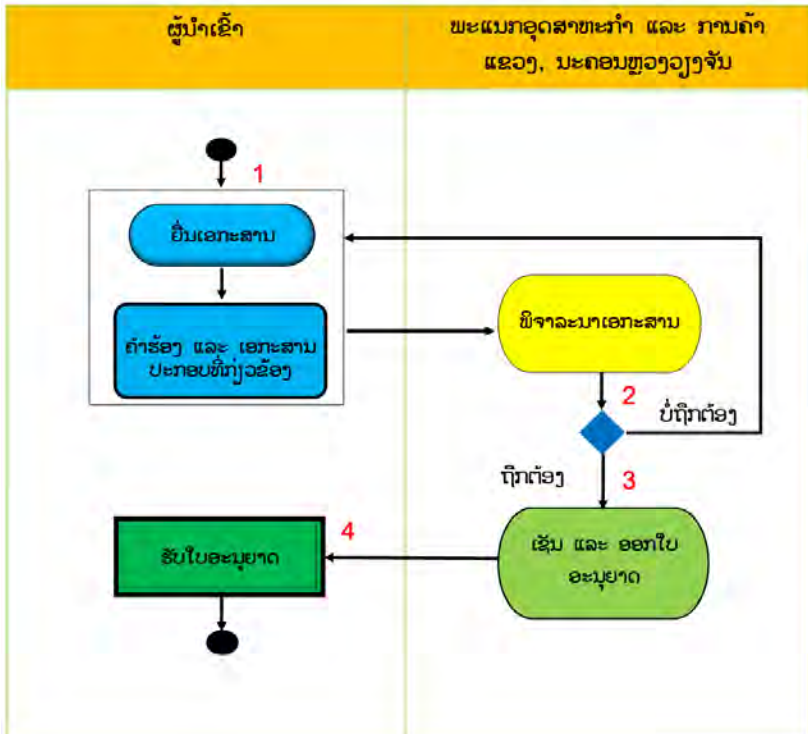 ຜູ້ນຳເຂົ້າ
ພະແນກອຸດສາຫະກຳ ແລະ ການຄ້າ
ແຂວງ, ນະຄອນຫຼວງວຽງຈັນ
1
ຍື່ນເອກະສານ
ຄຳຮ້ອງ ແລະ ເອກະສານ
ປະກອບທີ່ກ່ຽວຂ້ອງ
ພິຈາລະນາເອກະສານ
2
ບໍ່ຖືກຕ້ອງ
ຖືກຕ້ອງ
3
ເຊັນ ແລະ ອອກໃບ
ອະນຸຍາດ
4
ຮັບໃບອະນຸຍາດ